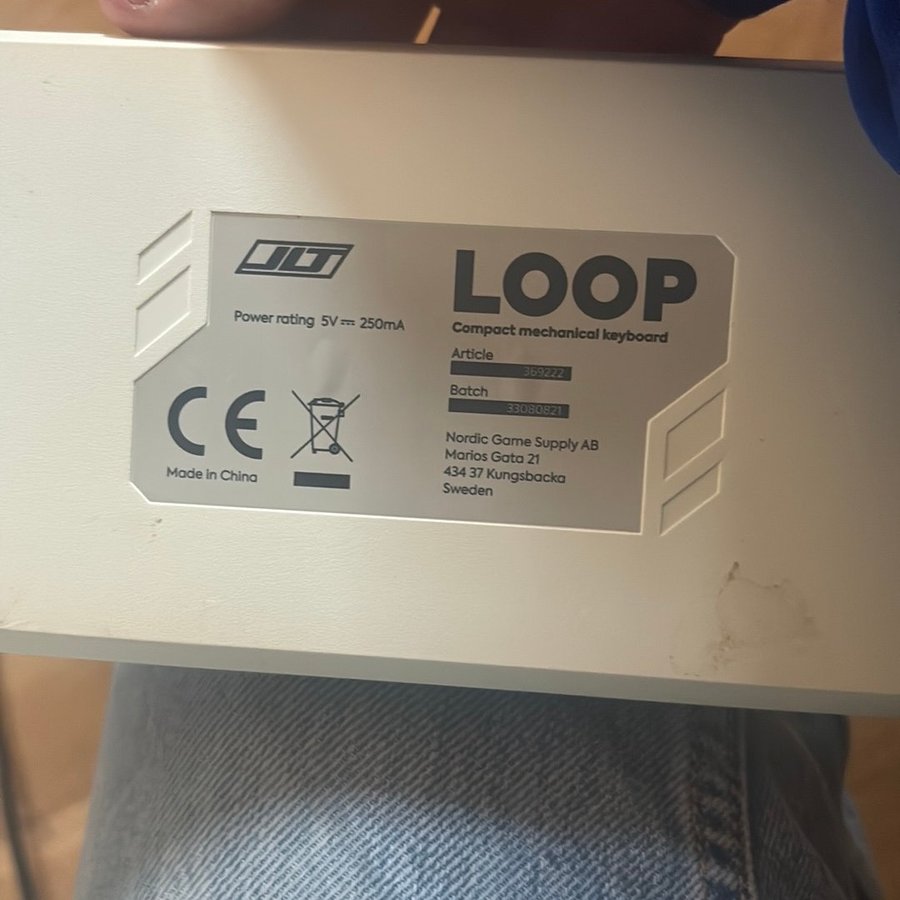 JLT
Power rating 5V ⎓ 250mA
CE
Made in China
LOOP
Compact mechanical keyboard
Article
369222
Batch
33080821
Nordic Game Supply AB
Marios Gata 21
434 37 Kungsbacka
Sweden